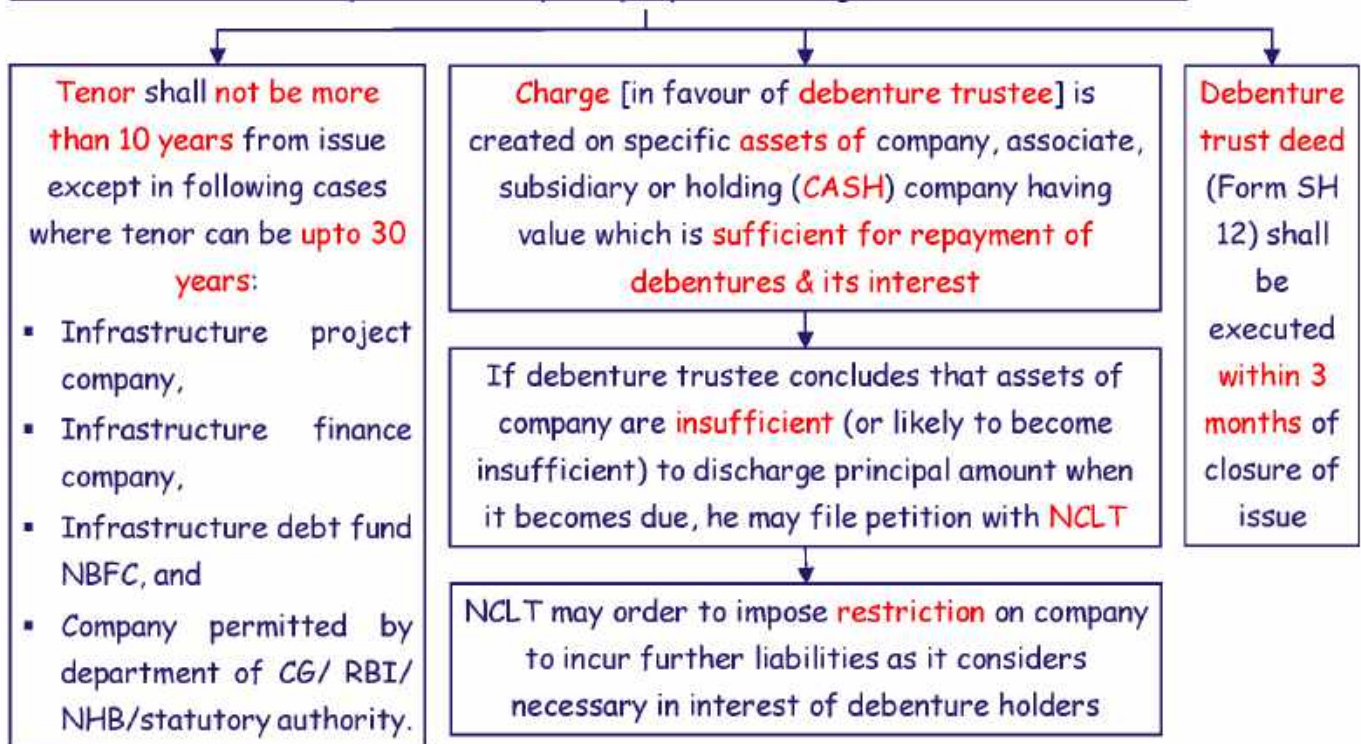 Tenor shall not be more
than 10 years from issue
except in following cases
where tenor can be upto 30
years:
▪ Infrastructure project
company,
▪ Infrastructure finance
company,
▪ Infrastructure debt fund
NBFC, and
▪ Company permitted by
department of CG/ RBI/
NHB/statutory authority.
Charge [in favour of debenture trustee] is
created on specific assets of company, associate,
subsidiary or holding (CASH) company having
value which is sufficient for repayment of
debentures & its interest
If debenture trustee concludes that assets of
company are insufficient (or likely to become
insufficient) to discharge principal amount when
it becomes due, he may file petition with NCLT
NCLT may order to impose restriction on company
to incur further liabilities as it considers
necessary in interest of debenture holders
Debenture
trust deed
(Form SH
12) shall
be
executed
within 3
months of
closure of
issue